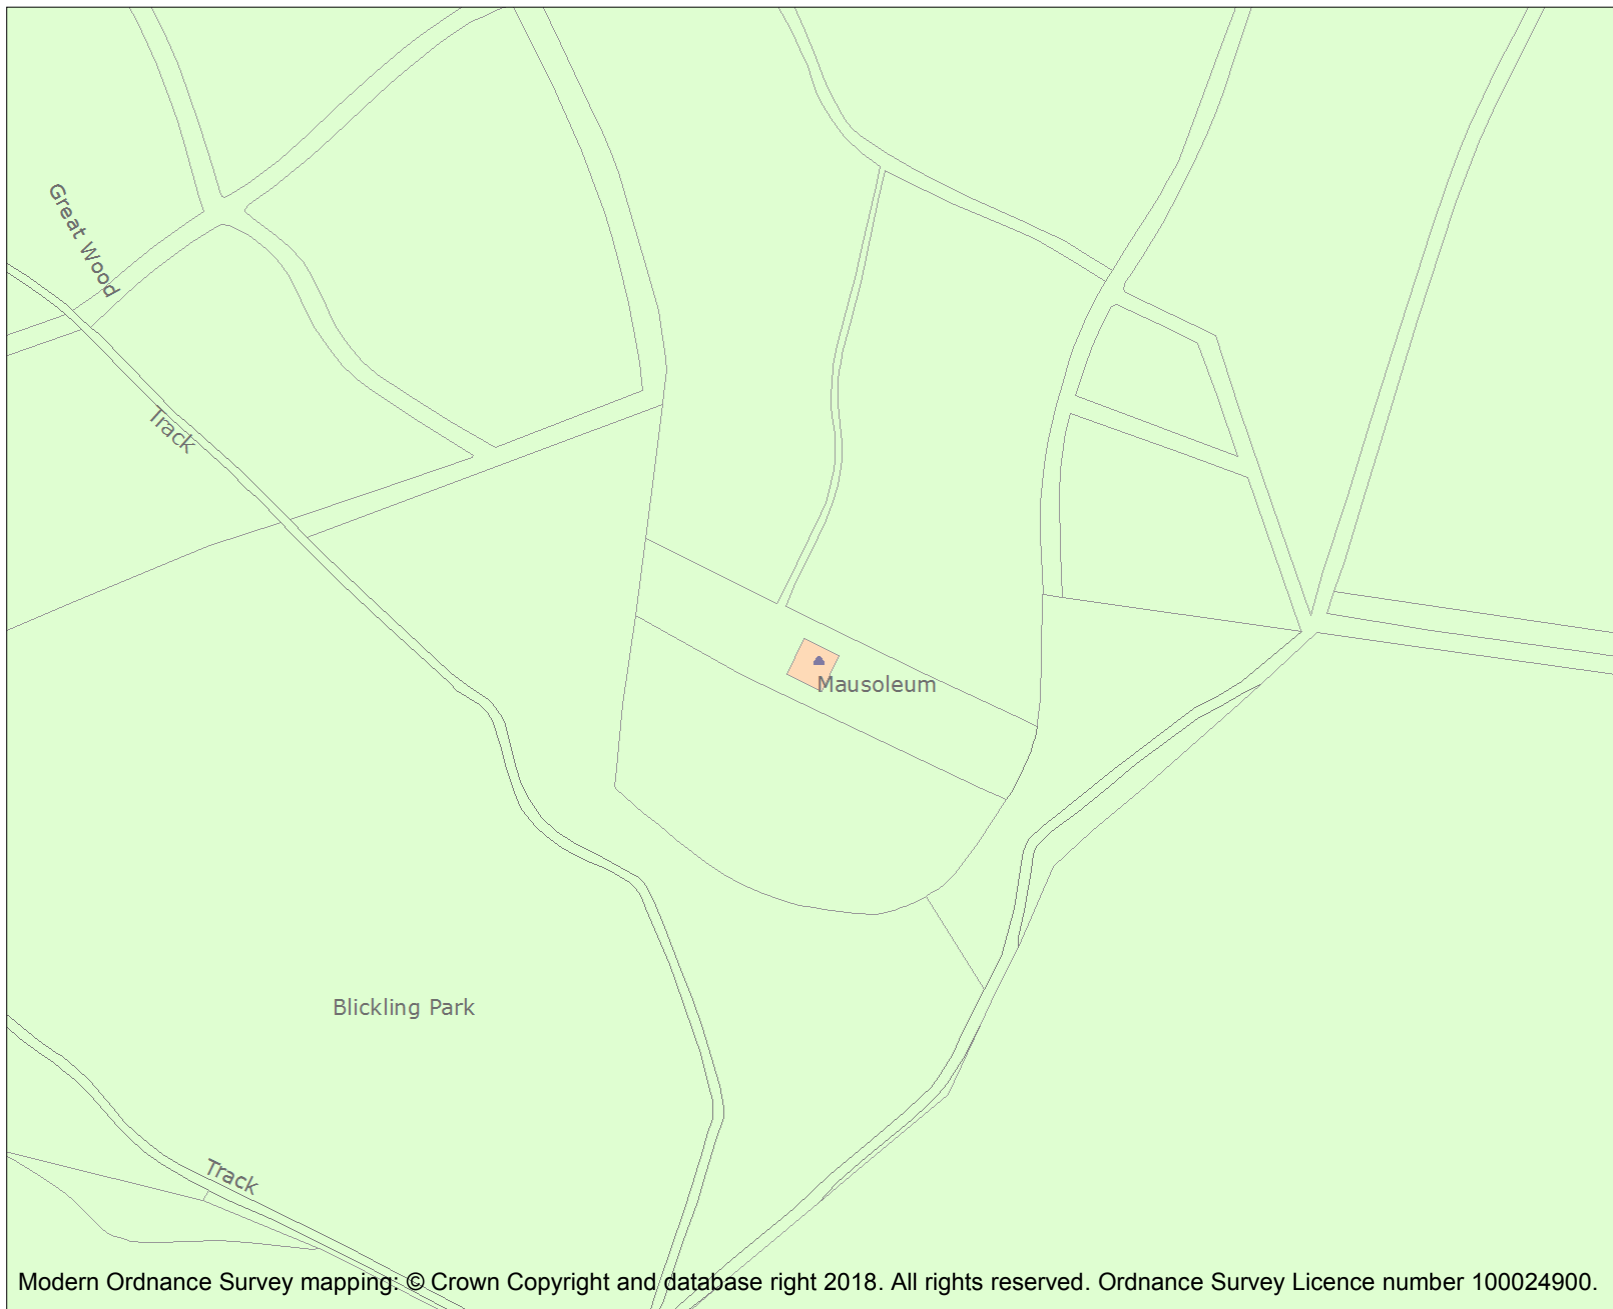 Great Wood
Track
Mausoleum
Blickling Park
Track
Modern Ordnance Survey mapping: © Crown Copyright and database right 2018. All rights reserved. Ordnance Survey Licence number 100024900.